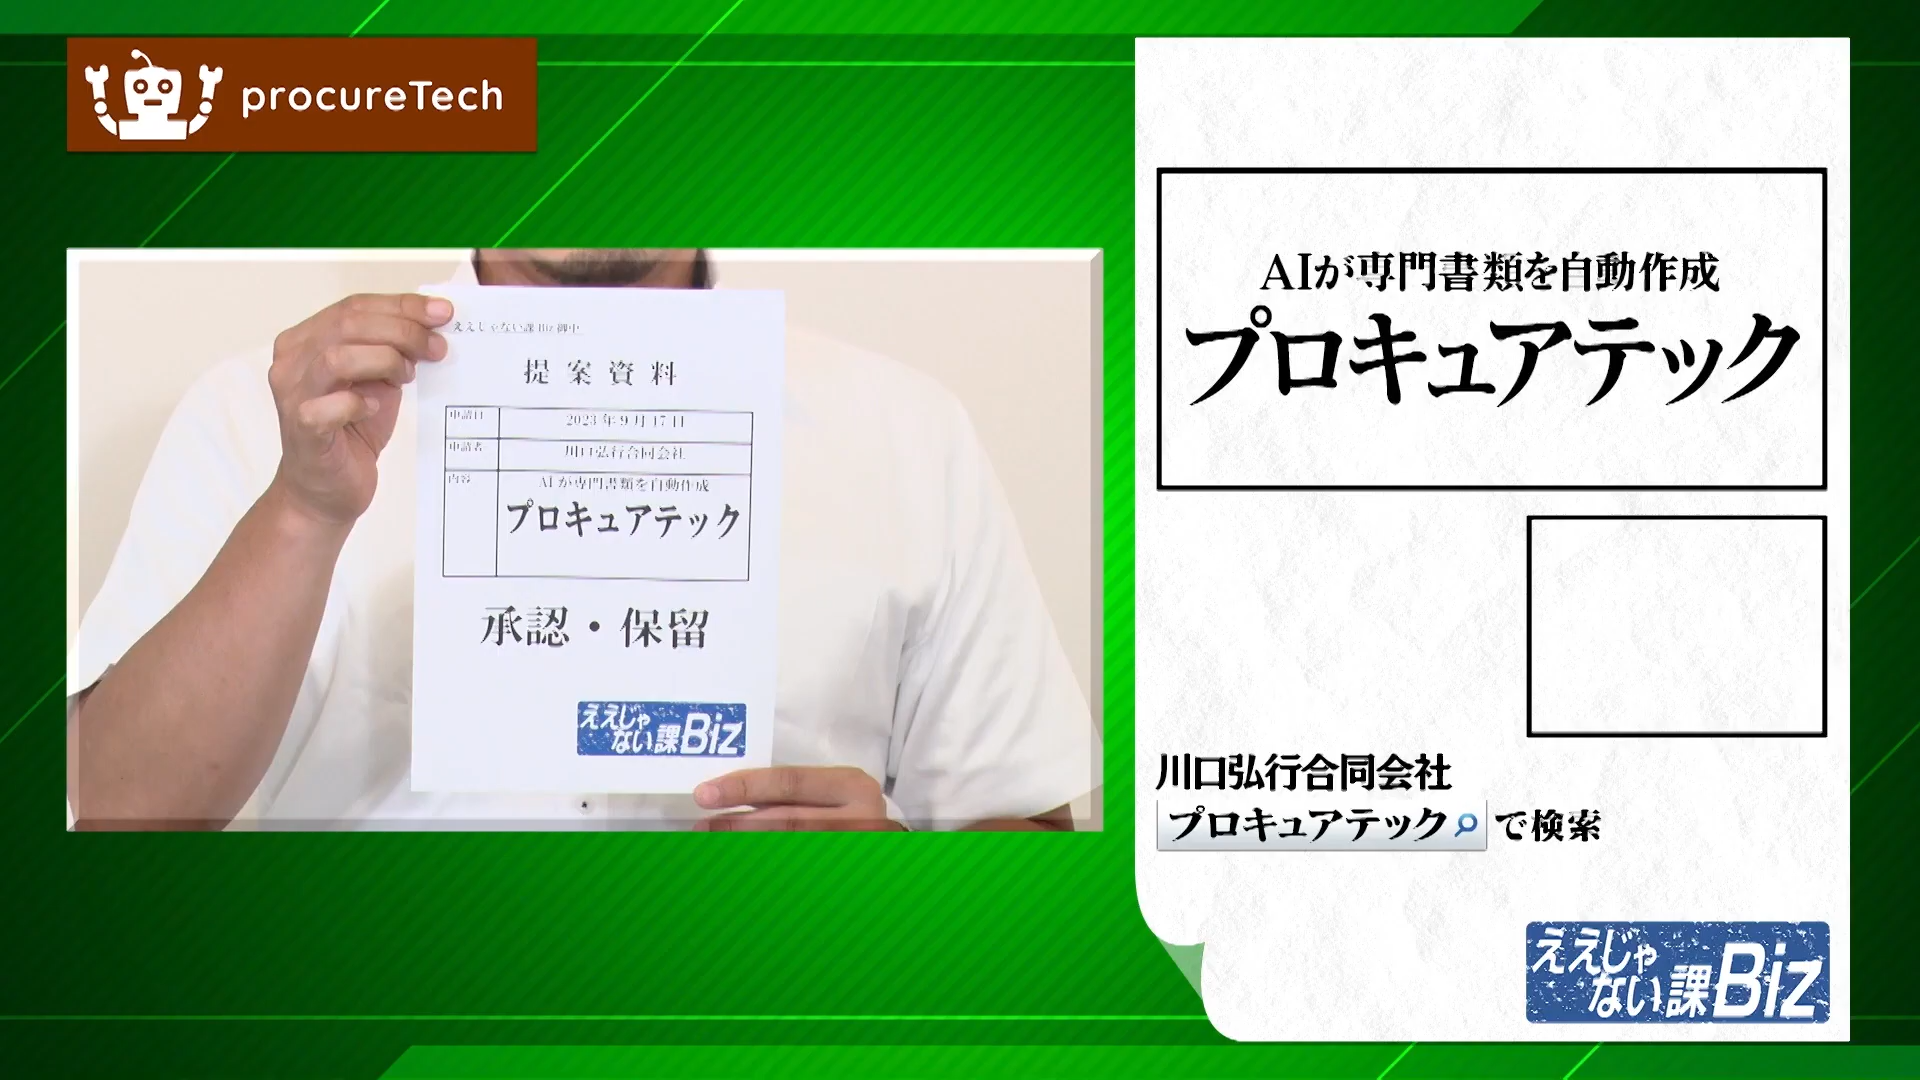 procureTech
ええじゃない課Biz 御中
提案資料
申請日
2023年9月17日
申請者
川口弘行合同会社
内容
AIが専門書類を自動作成
プロキュアテック
承認・保留
ええじゃ
ない課Biz
AIが専門書類を自動作成
プロキュアテック
川口弘行合同会社
プロキュアテック で検索
ええじゃ
ない課Biz